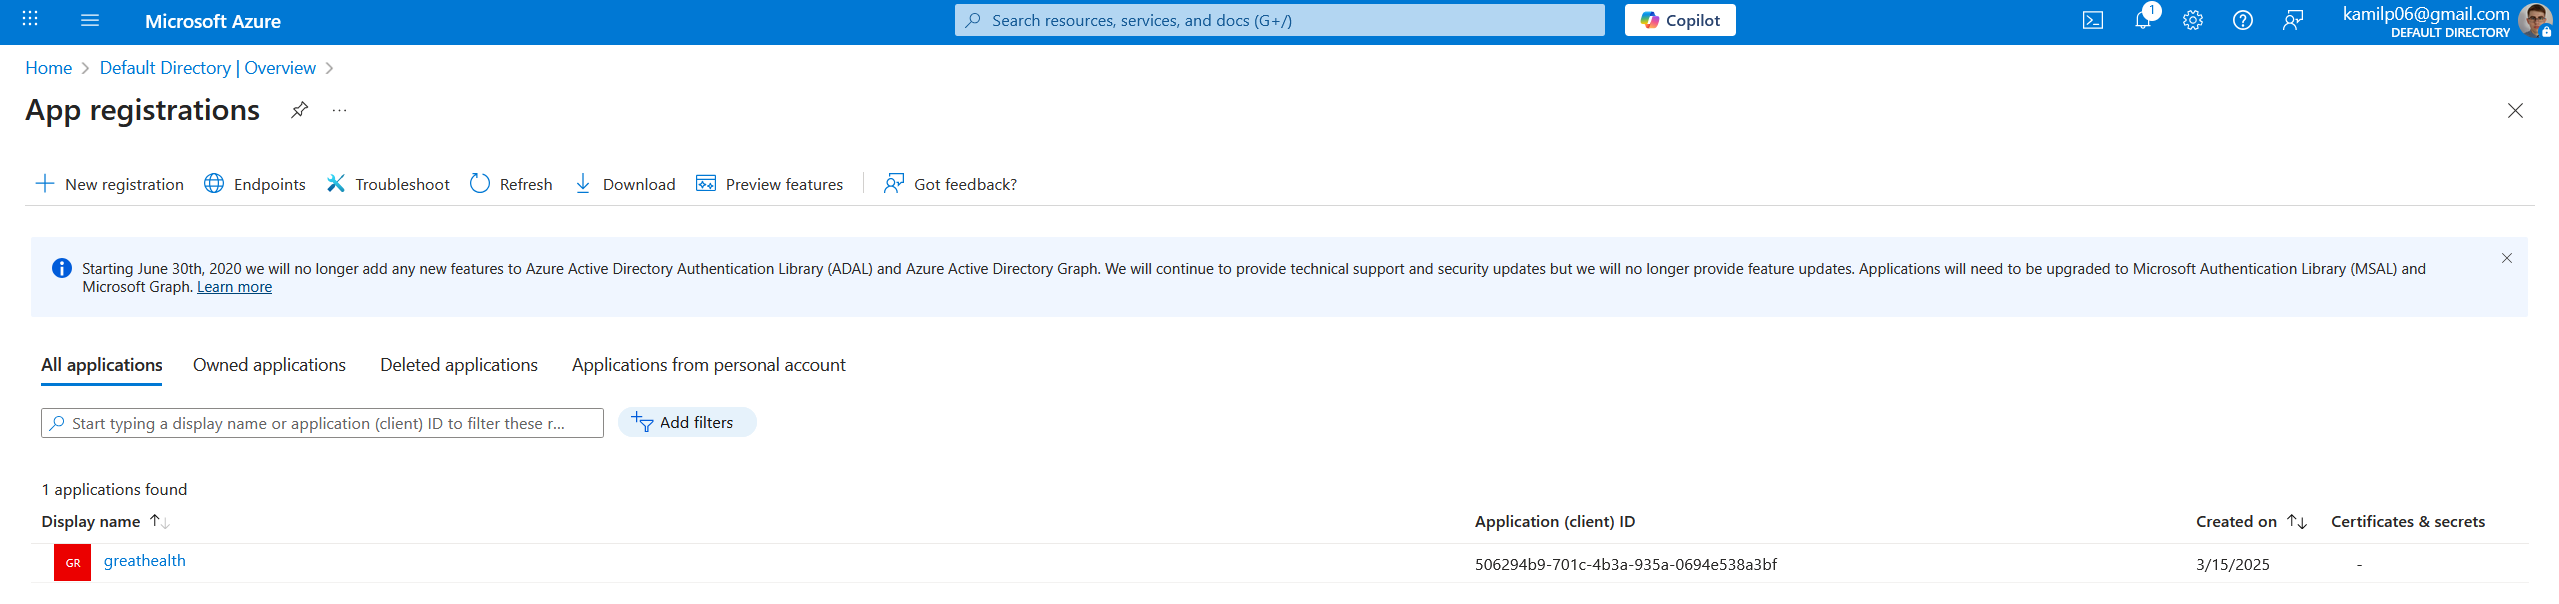 Microsoft Azure
Search resources, services, and docs (G+/)
Copilot
1
kamilp06@gmail.com
DEFAULT DIRECTORY
Home > Default Directory | Overview >
App registrations
New registration
Endpoints
Troubleshoot
Refresh
Download
Preview features
Got feedback?
Starting June 30th, 2020 we will no longer add any new features to Azure Active Directory Authentication Library (ADAL) and Azure Active Directory Graph. We will continue to provide technical support and security updates but we will no longer provide feature updates. Applications will need to be upgraded to Microsoft Authentication Library (MSAL) and
Microsoft Graph. Learn more
All applications
Owned applications
Deleted applications
Applications from personal account
Start typing a display name or application (client) ID to filter these r...
Add filters
1 applications found
Display name
Application (client) ID
Created on
Certificates & secrets
GR
greathealth
506294b9-701c-4b3a-935a-0694e538a3bf
3/15/2025
-